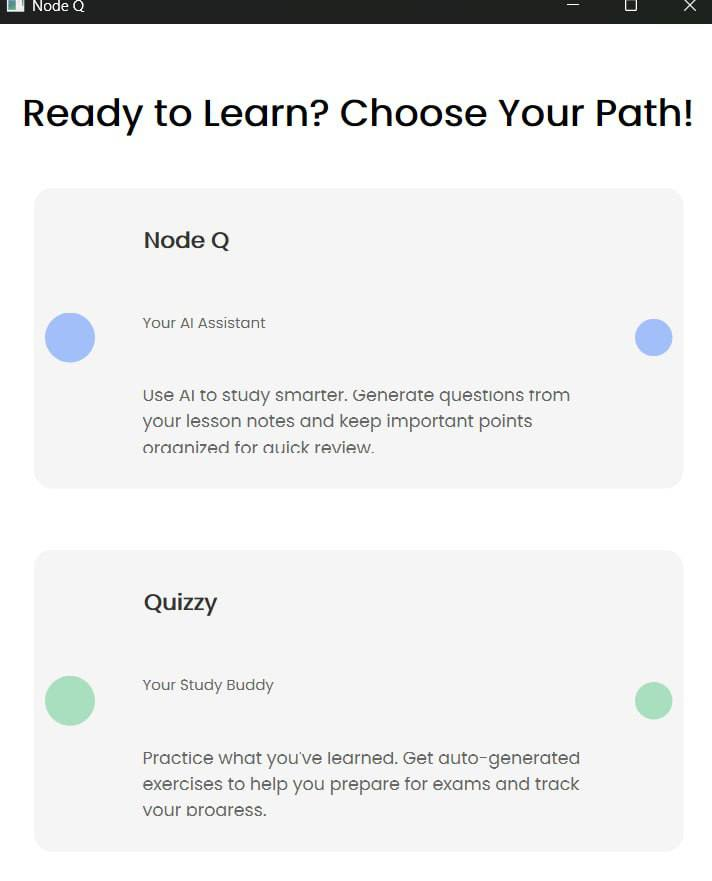 Node Q
Ready to Learn? Choose Your Path!
Node Q
Your AI Assistant
Use AI to study smarter. Generate questions from
your lesson notes and keep important points
organized for quick review.
Quizzy
Your Study Buddy
Practice what you've learned. Get auto-generated
exercises to help you prepare for exams and track
your progress.